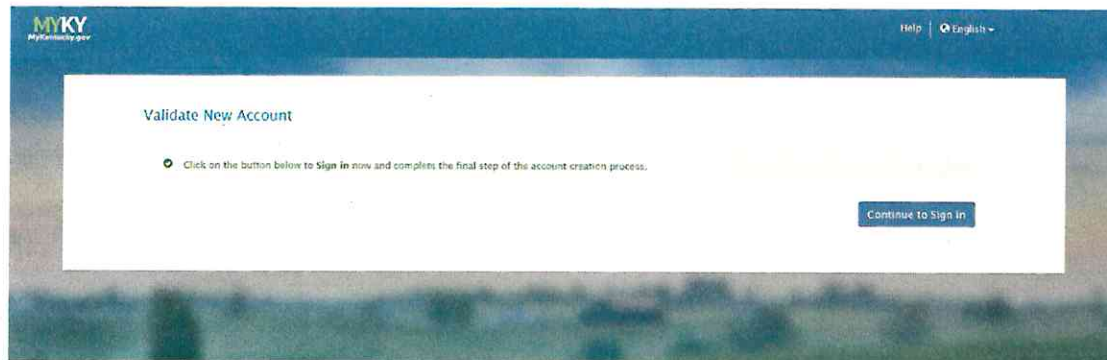 MYKY
MyKentucky.gov
Help | English
Validate New Account
Click on the button below to Sign in now and complete the final step of the account creation process.
Continue to Sign in